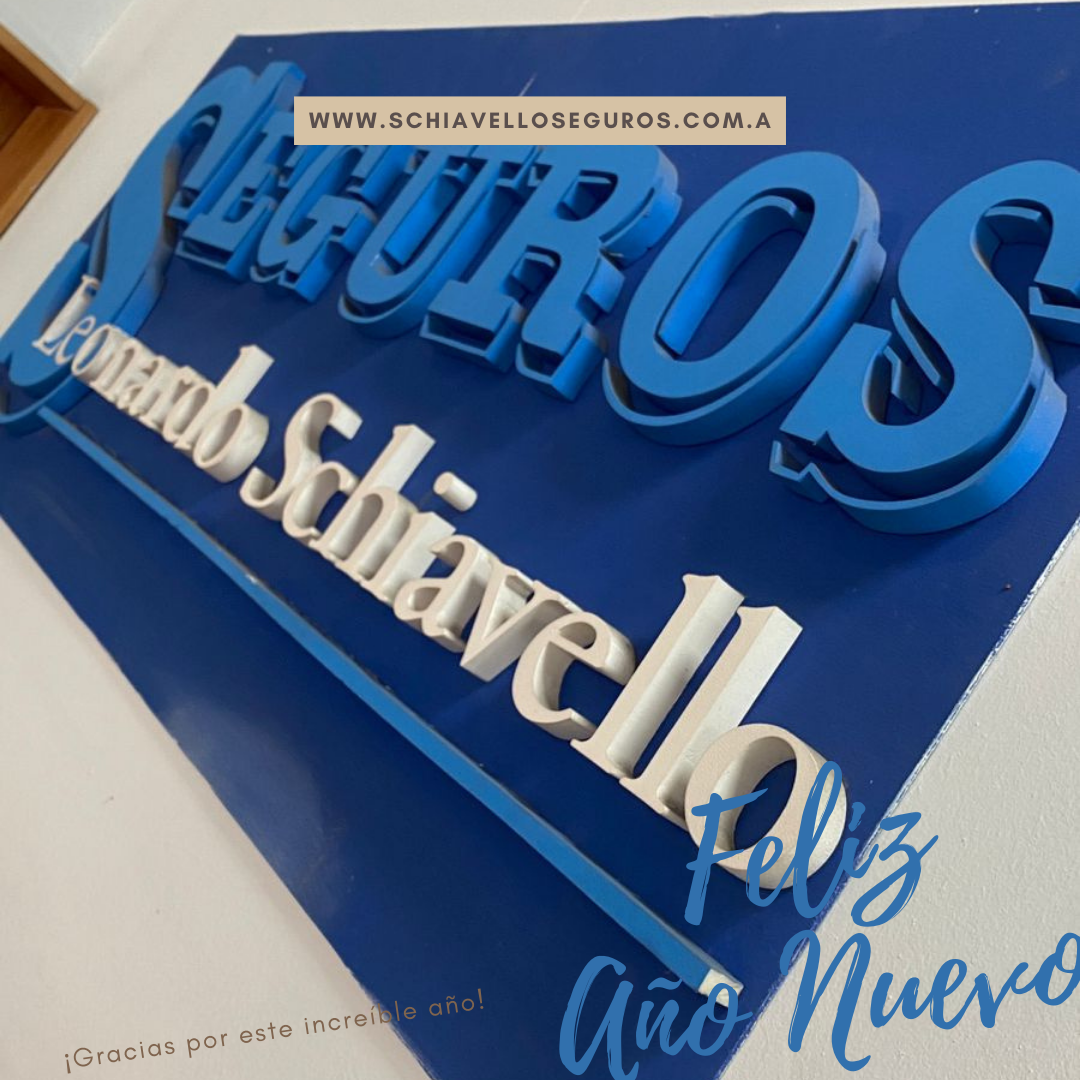 WWW.SCHIAVELLOSEGUROS.COM.A
SEGUROS
Leonardo Schiavello
Feliz
Año Nuevo
¡Gracias por este increíble año!